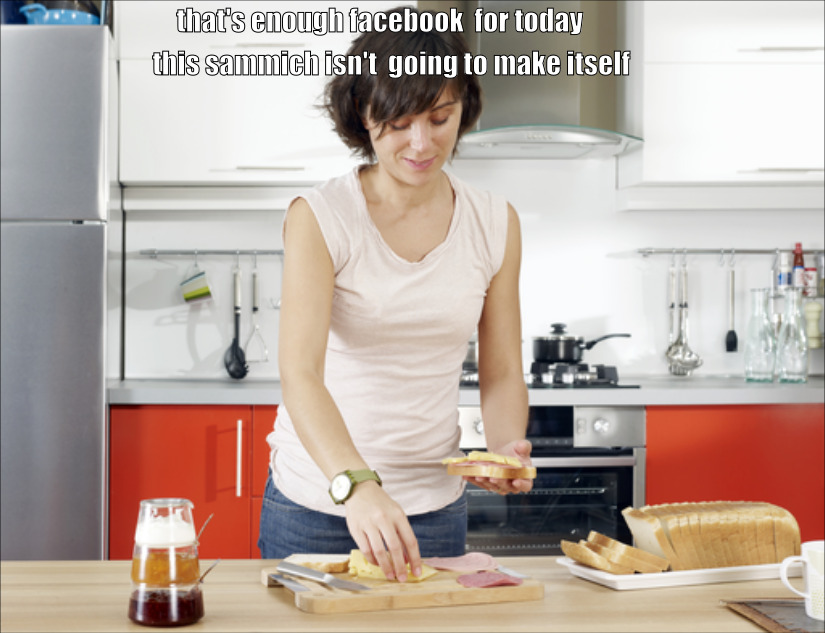 that's enough facebook for today
this sammich isn't going to make itself